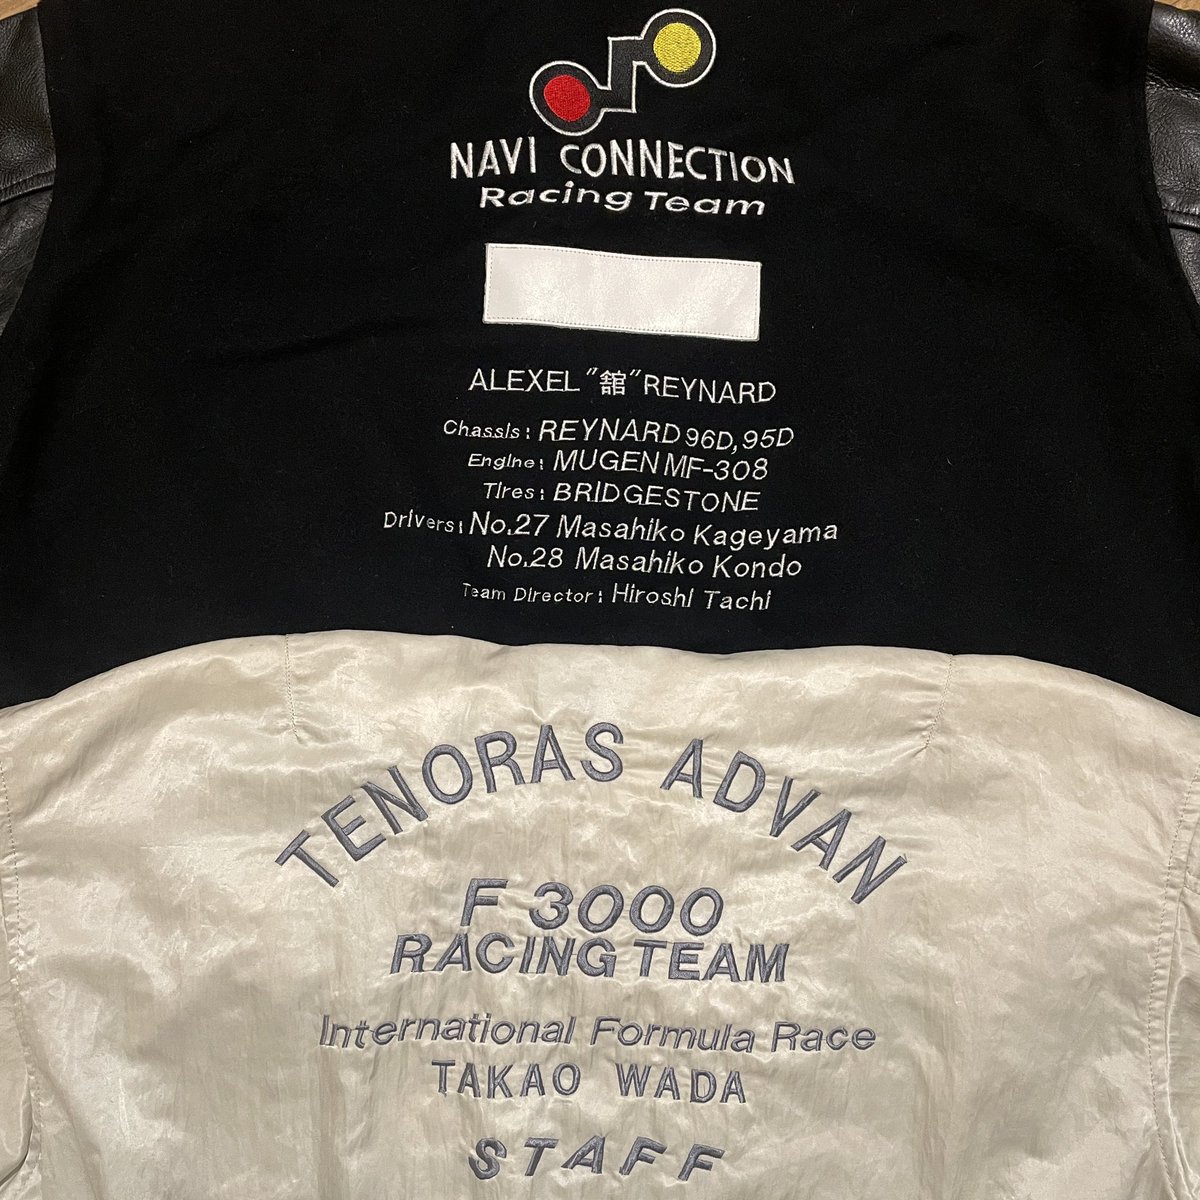 NAVI CONNECTION
Racing Team
ALEXEL "舘" REYNARD
Chassis: REYNARD 96D, 95D
Engine: MUGEN MF-308
Tires: BRIDGESTONE
Drivers: No.27 Masahiko Kageyama
No.28 Masahiko Kondo
Team Director: Hiroshi Tachi
TENORAS ADVAN
F 3000
RACING TEAM
International Formula Race
TAKAO WADA
STAFF